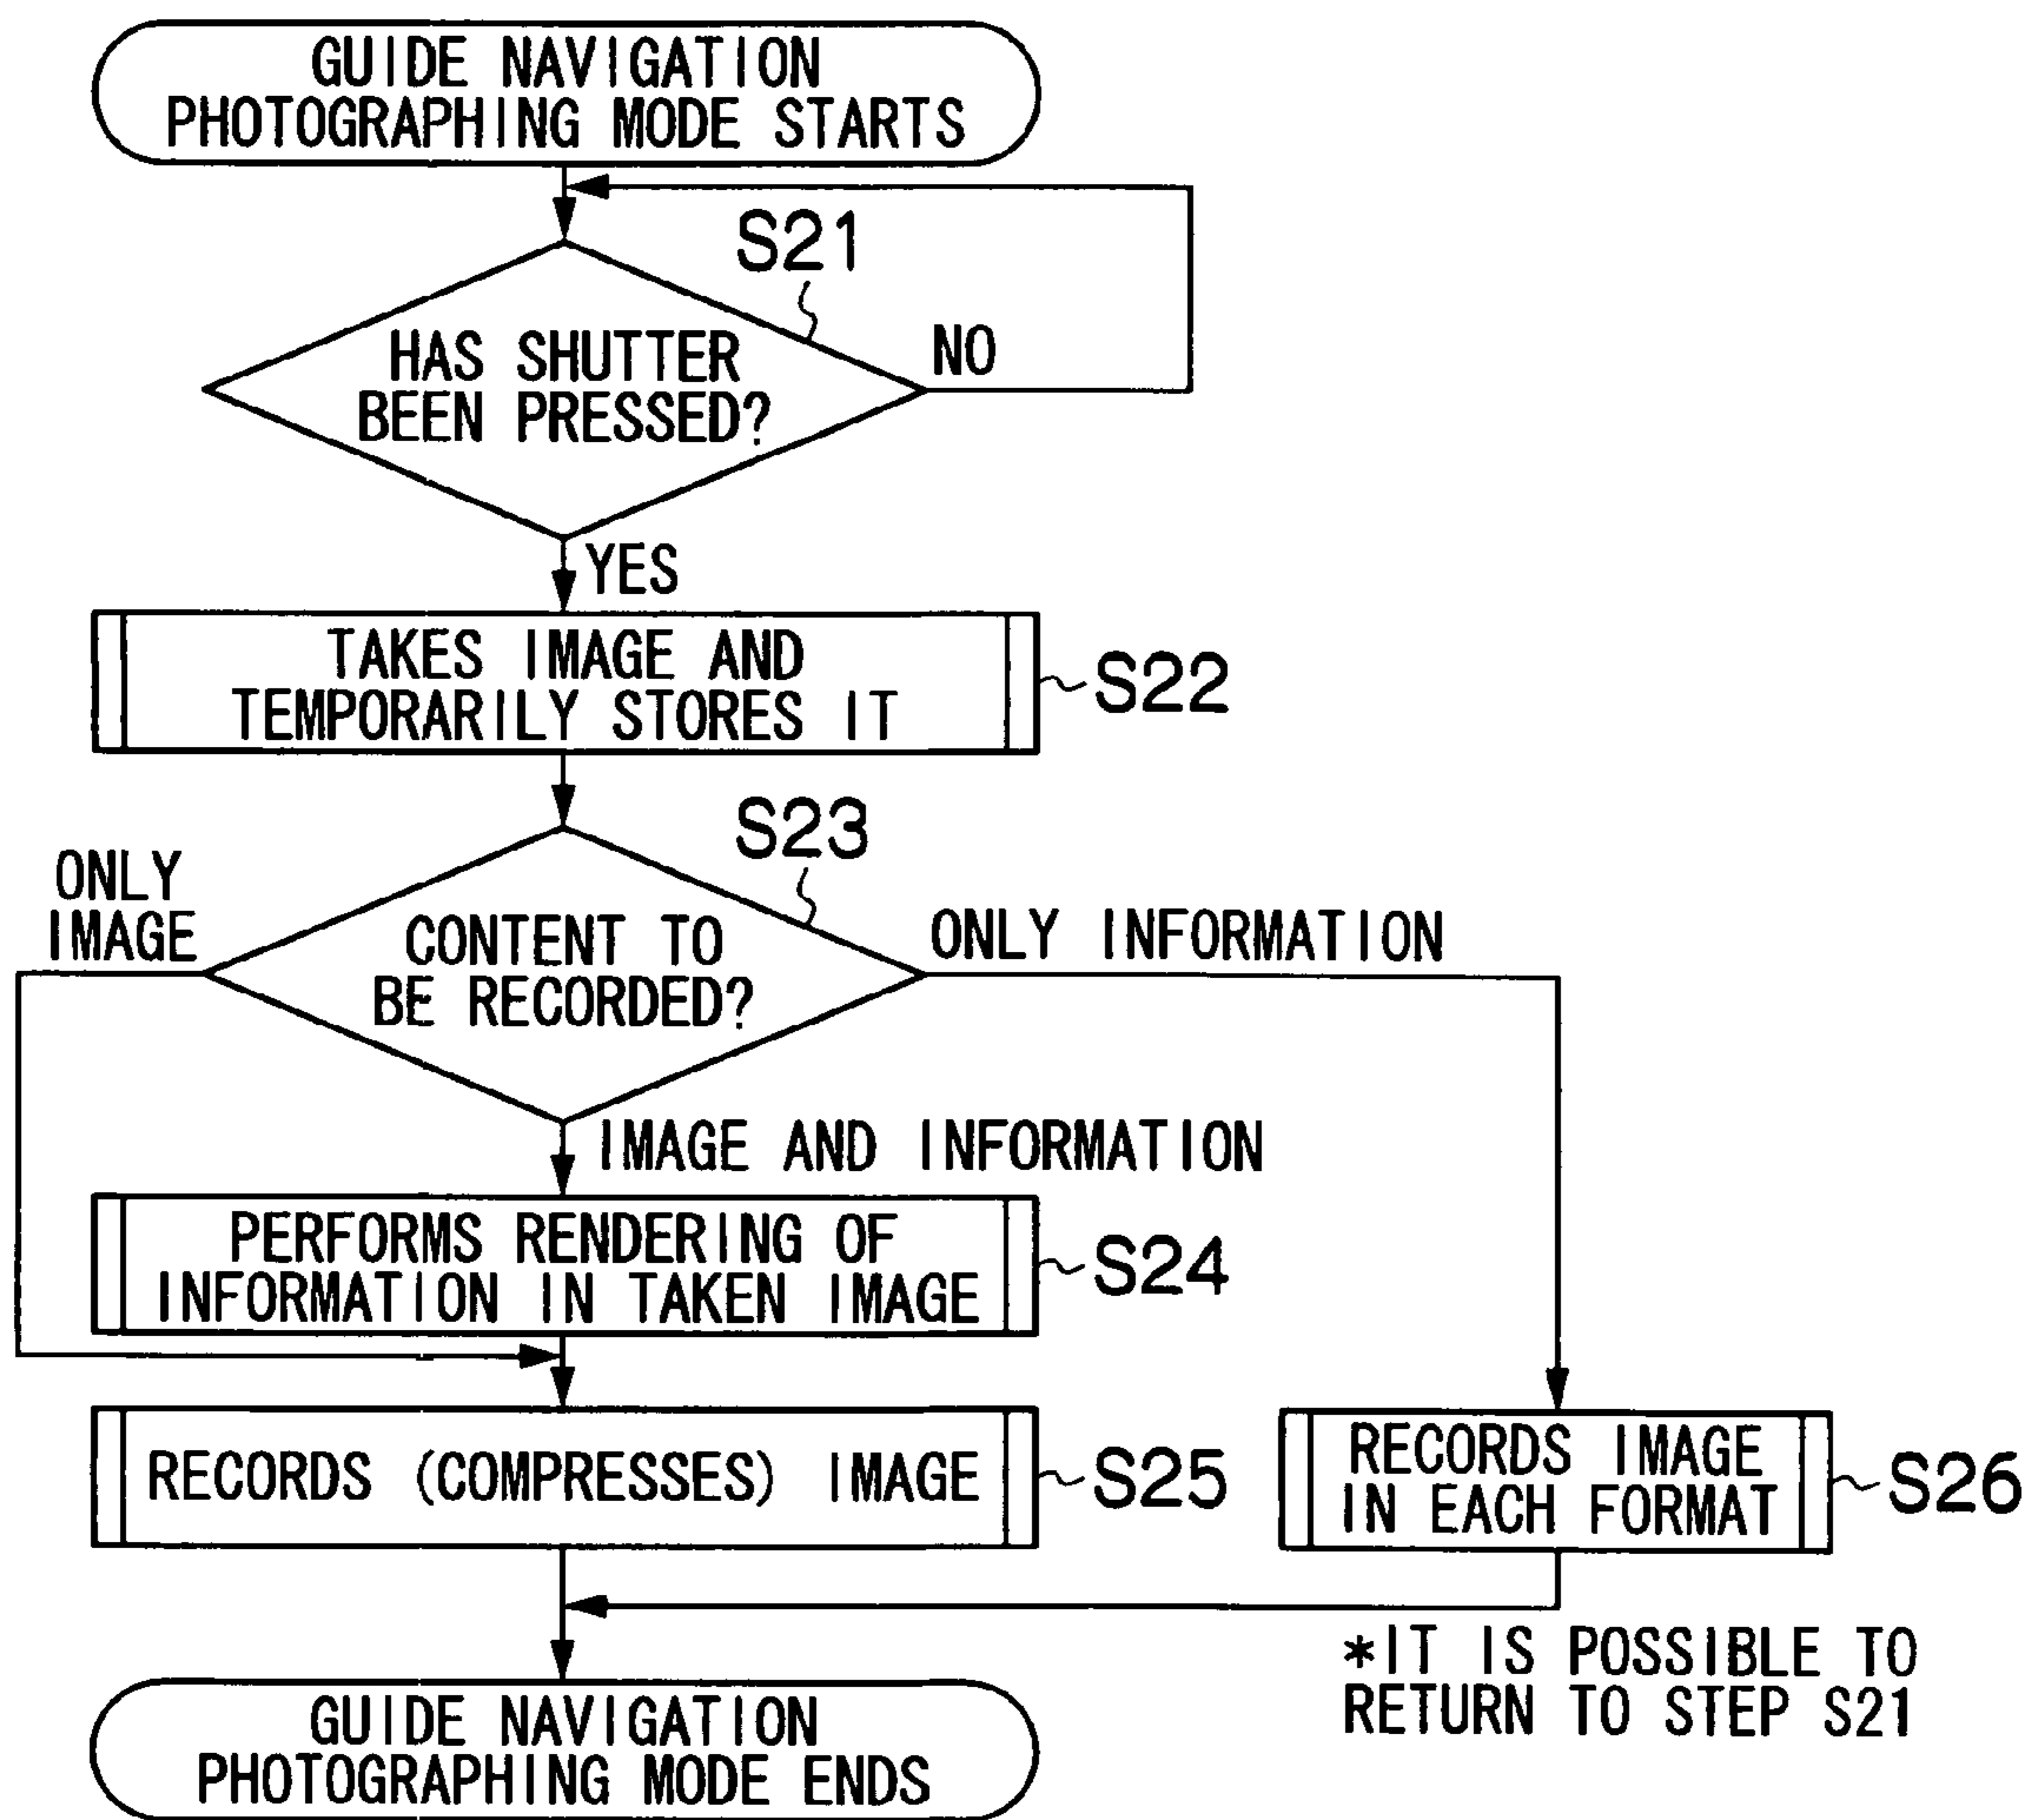 GUIDE NAVIGATION
PHOTOGRAPHING MODE STARTS
S21
HAS SHUTTER
BEEN PRESSED?
NO
YES
TAKES IMAGE AND
TEMPORARILY STORES IT
S22
S23
ONLY
IMAGE
CONTENT TO
BE RECORDED?
ONLY INFORMATION
IMAGE AND INFORMATION
PERFORMS RENDERING OF
INFORMATION IN TAKEN IMAGE
S24
RECORDS (COMPRESSES) IMAGE
S25
RECORDS IMAGE
IN EACH FORMAT
S26
*IT IS POSSIBLE TO
RETURN TO STEP S21
GUIDE NAVIGATION
PHOTOGRAPHING MODE ENDS